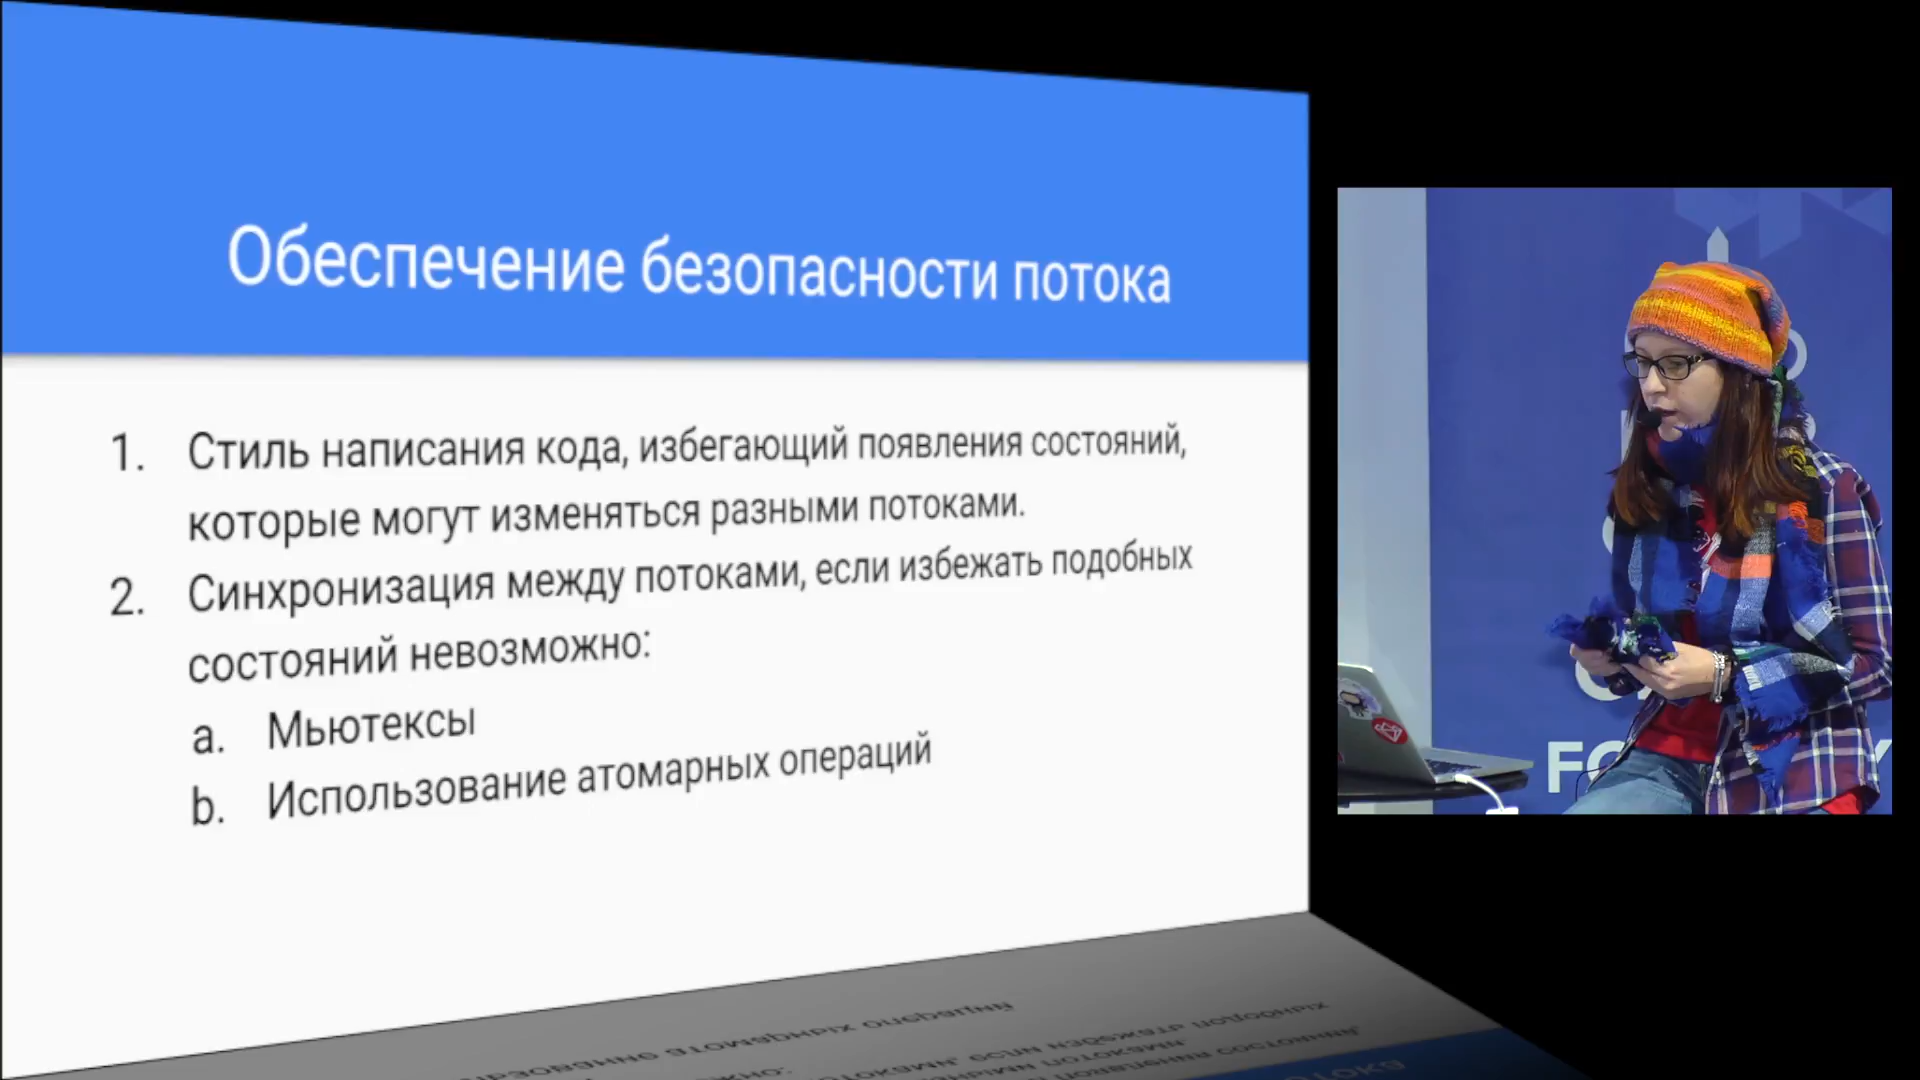 Обеспечение безопасности потока
1. Стиль написания кода, избегающий появления состояний,
которые могут изменяться разными потоками.
2. Синхронизация между потоками, если избежать подобных
состояний невозможно:
a. Мьютексы
b. Использование атомарных операций